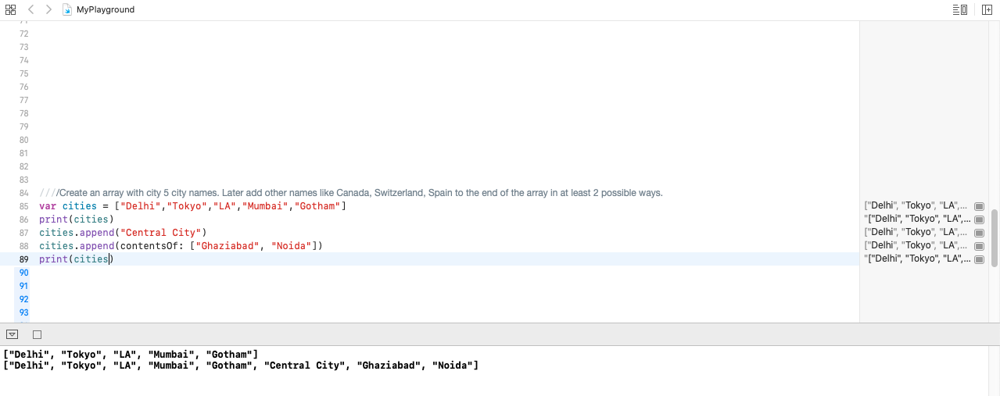 MyPlayground
71
72
73
74
75
76
77
78
79
80
81
82
83
84 ////Create an array with city 5 city names. Later add other names like Canada, Switzerland, Spain to the end of the array in at least 2 possible ways.
85 var cities = ["Delhi","Tokyo","LA","Mumbai","Gotham"] ["Delhi", "Tokyo", "LA",...
86 print(cities) "["Delhi", "Tokyo", "LA",...
87 cities.append("Central City") ["Delhi", "Tokyo", "LA",...
88 cities.append(contentsOf: ["Ghaziabad", "Noida"]) ["Delhi", "Tokyo", "LA",...
89 print(cities) "["Delhi", "Tokyo", "LA",...
90
91
92
93
["Delhi", "Tokyo", "LA", "Mumbai", "Gotham"]
["Delhi", "Tokyo", "LA", "Mumbai", "Gotham", "Central City", "Ghaziabad", "Noida"]